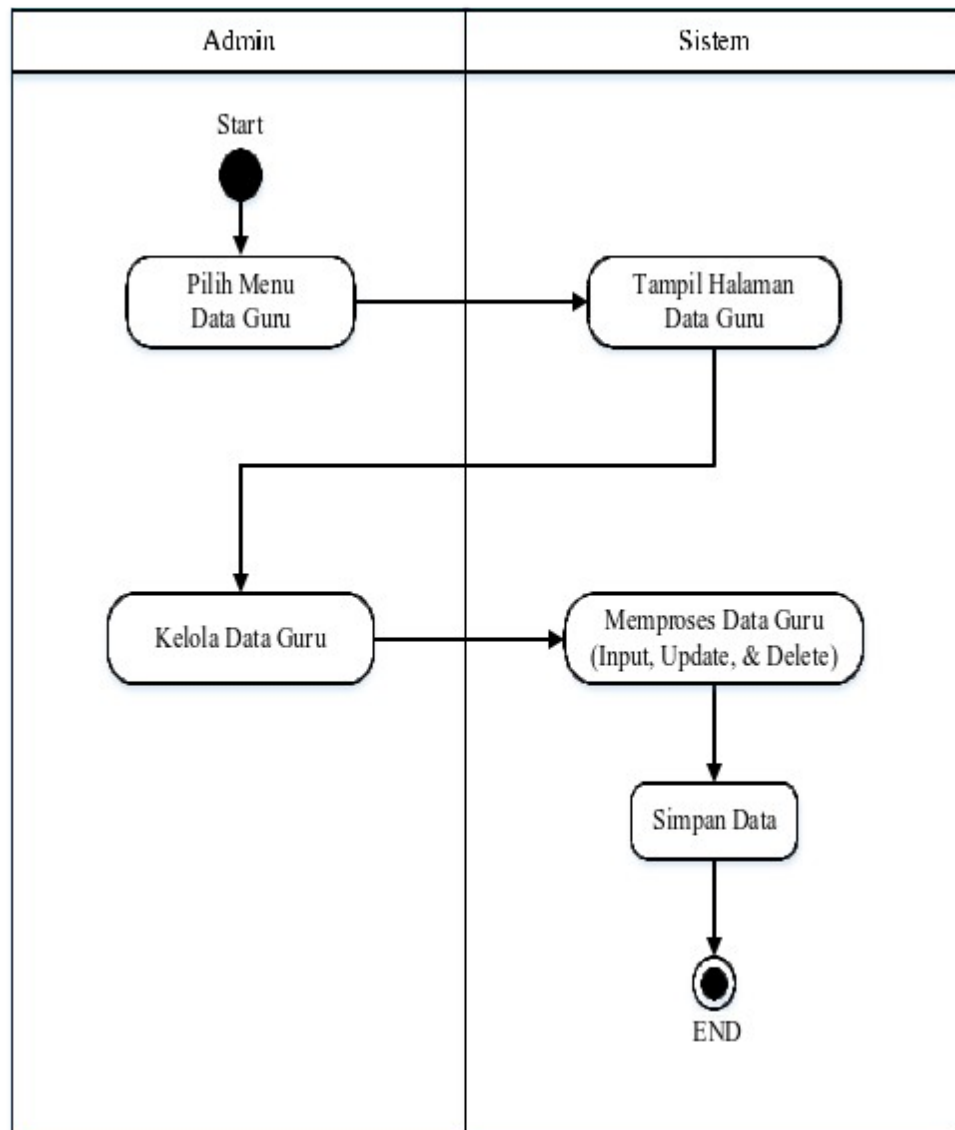 Admin
Sistem
Start
Pilih Menu
Data Guru
Tampil Halaman
Data Guru
Kelola Data Guru
Memproses Data Guru
(Input, Update, & Delete)
Simpan Data
END